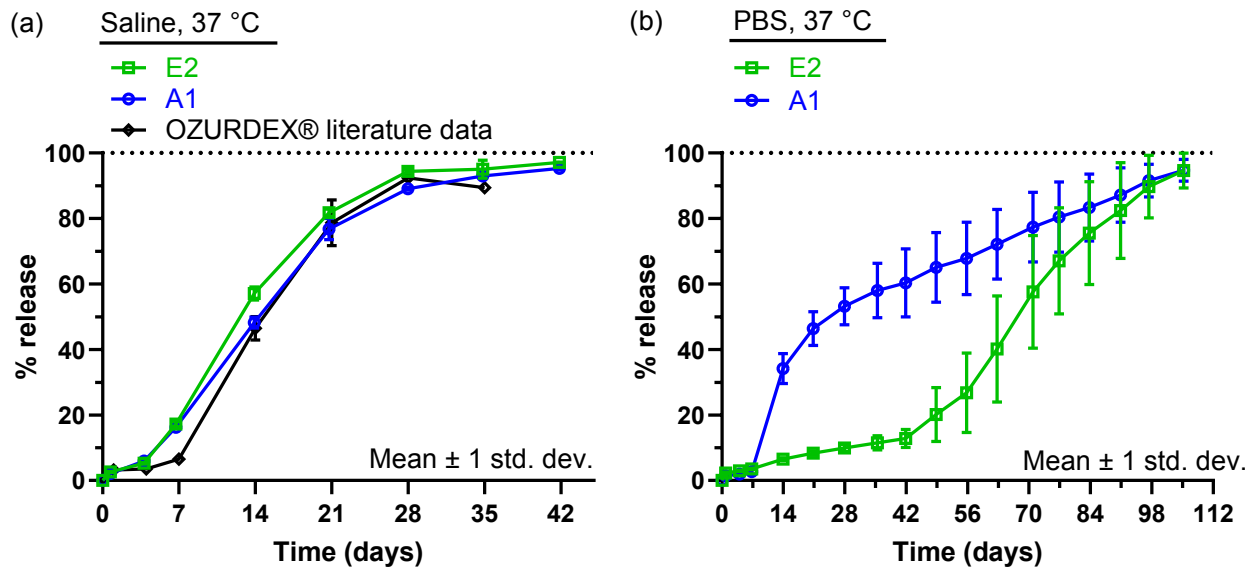 (a)
Saline, 37 °C
E2
A1
OZURDEX® literature data
100
80
60
40
20
0
% release
Mean ± 1 std. dev.
0 7 14 21 28 35 42
Time (days)
(b)
PBS, 37 °C
E2
A1
100
80
60
40
20
0
% release
Mean ± 1 std. dev.
0 14 28 42 56 70 84 98 112
Time (days)